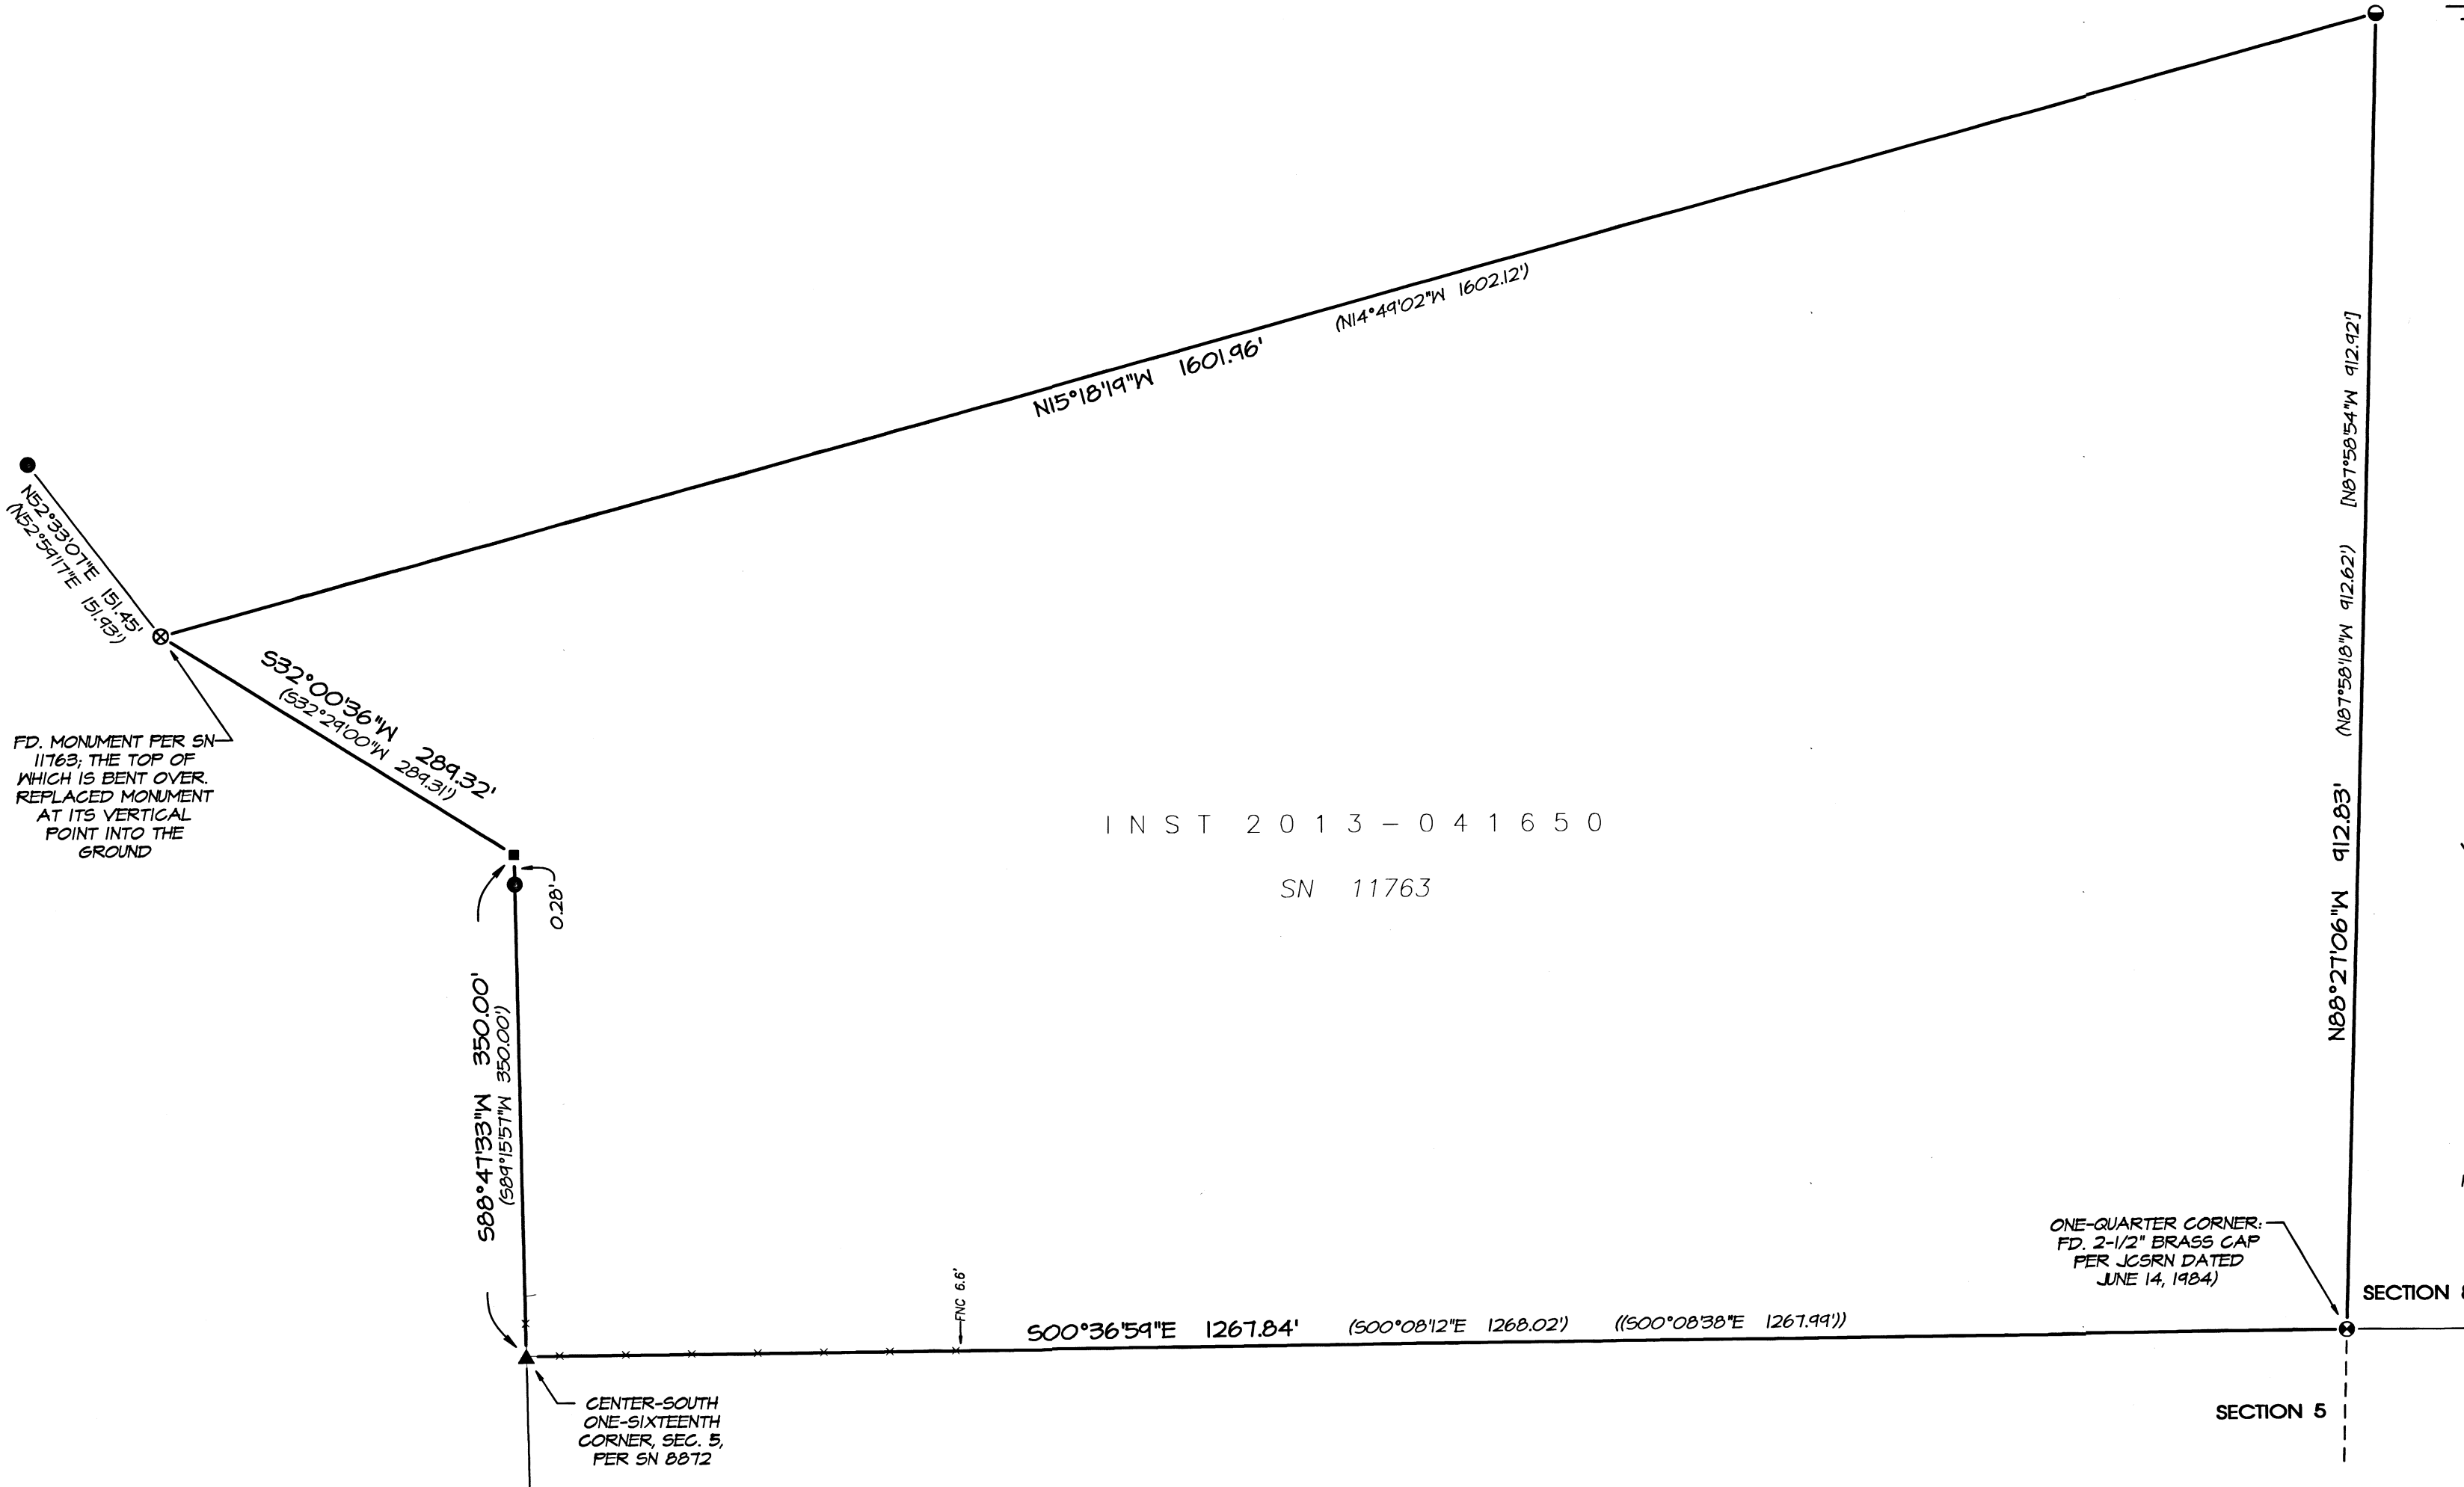 (N14°49'02"W 1602.12')
N15°18'19"W 1601.96'
[N87°58'54"W 912.92']
(N87°58'18"W 912.62')
N88°27'06"W 912.83'
N52°33'07"E 151.45'
(N52°59'17"E 151.93')
S32°00'36"W 289.32'
(S32°29'00"W 289.31')
FD. MONUMENT PER SN
11763; THE TOP OF
WHICH IS BENT OVER.
REPLACED MONUMENT
AT ITS VERTICAL
POINT INTO THE
GROUND
INST 2013-041650
SN 11763
0.28'
S88°47'33"W 350.00'
(S89°15'57"W 350.00')
FNC 6.6'
ONE-QUARTER CORNER:
FD. 2-1/2" BRASS CAP
PER JCSRN DATED
JUNE 14, 1984)
SECTION 8
S00°36'59"E 1267.84' (S00°08'12"E 1268.02') ((S00°08'38"E 1267.99'))
CENTER-SOUTH
ONE-SIXTEENTH
CORNER, SEC. 5,
PER SN 8872
SECTION 5